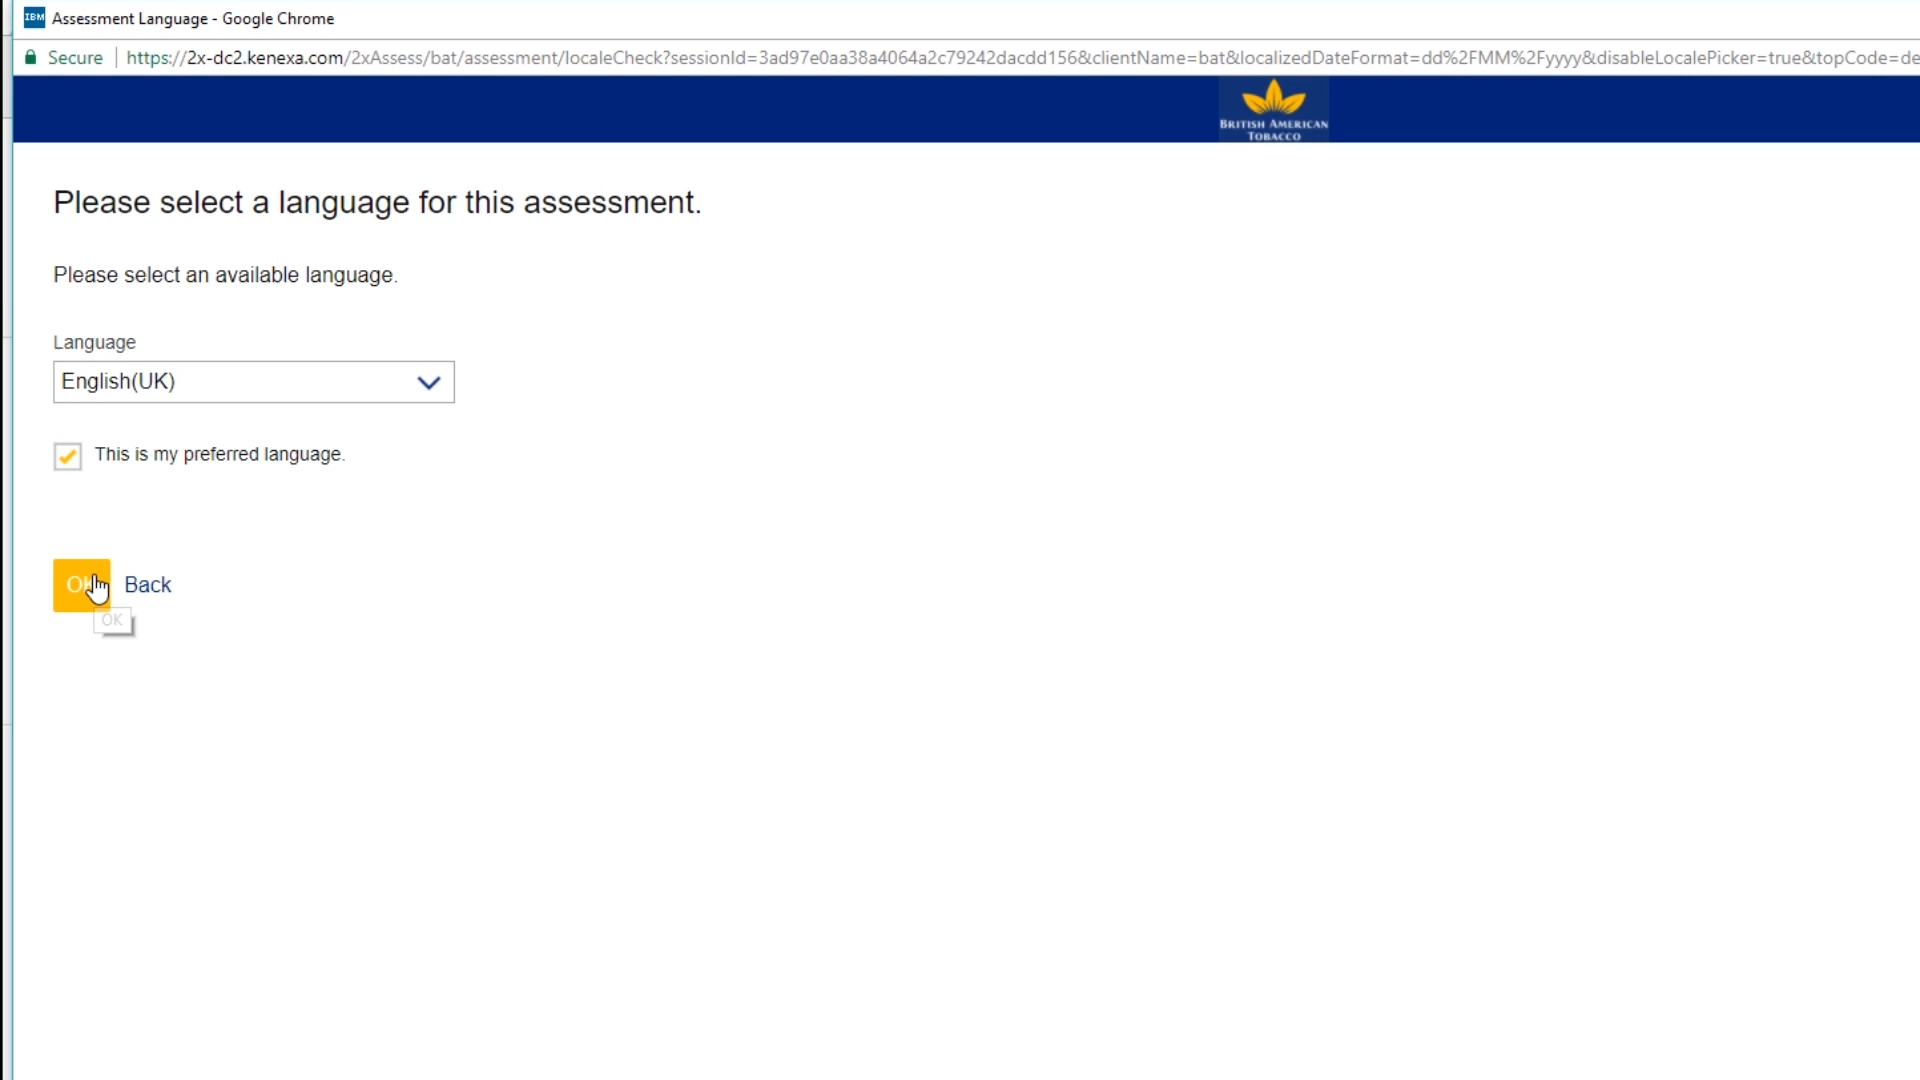 IBM Assessment Language - Google Chrome
Secure https://2x-dc2.kenexa.com/2xAssess/bat/assessment/localeCheck?sessionId=3ad97e0aa38a4064a2c79242dacdd156&clientName=bat&localizedDateFormat=dd%2FMM%2Fyyyy&disableLocalePicker=true&topCode=de
BRITISH AMERICAN
TOBACCO
Please select a language for this assessment.
Please select an available language.
Language
English(UK)
This is my preferred language.
OK Back
OK